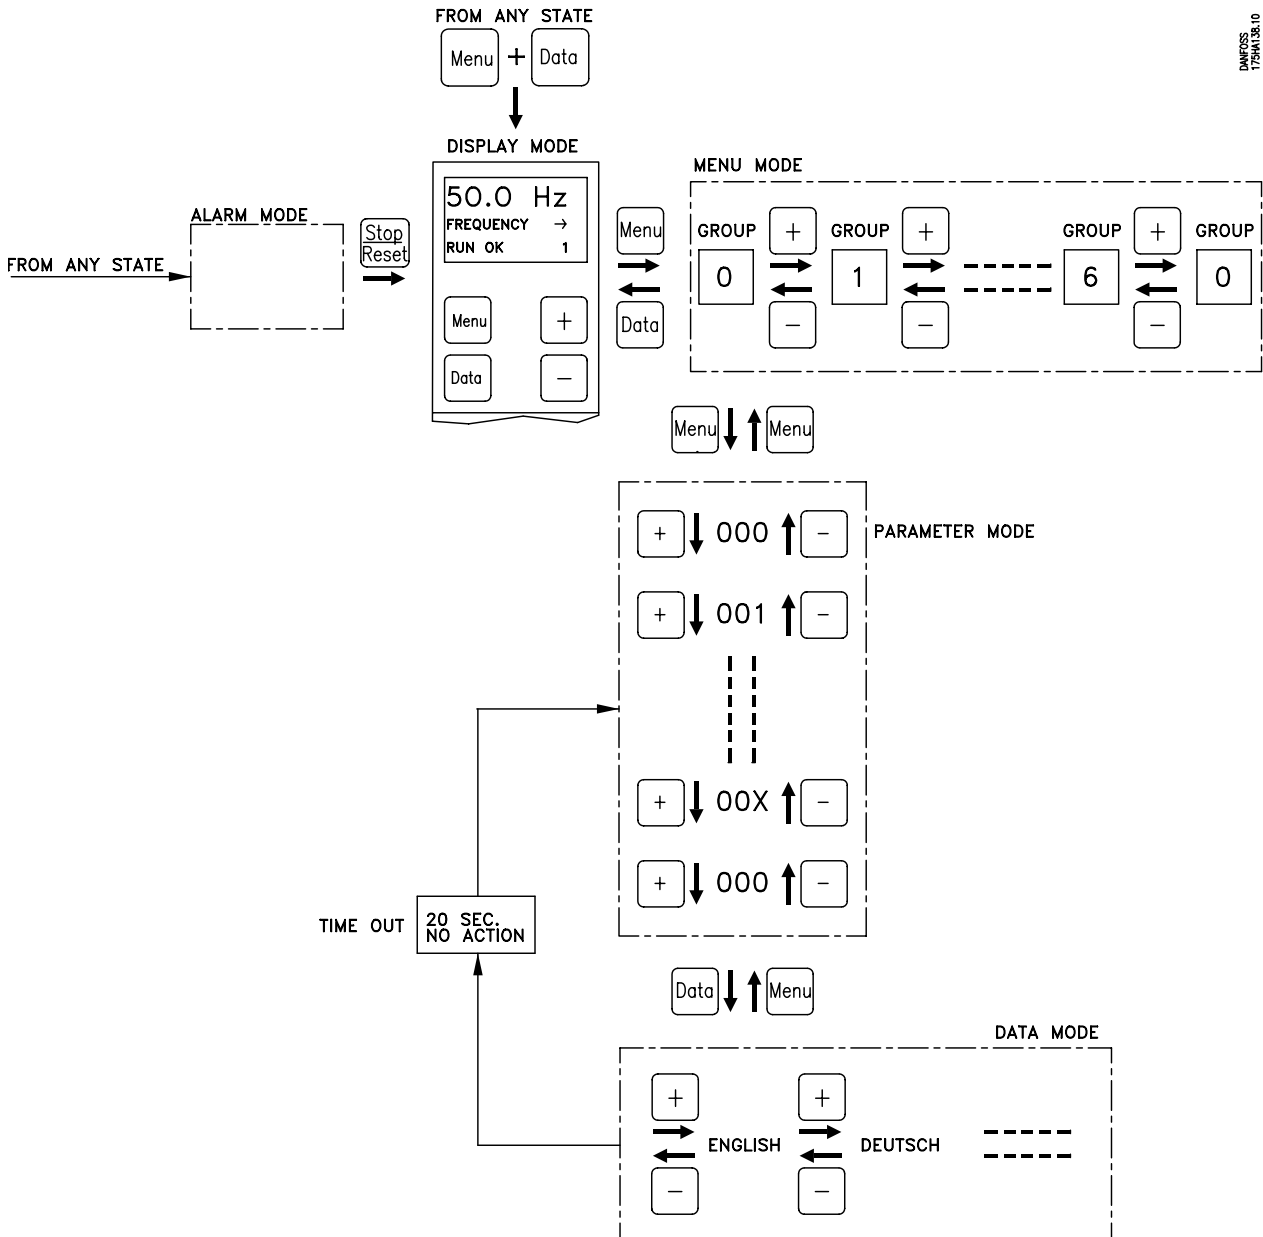 FROM ANY STATE
Menu + Data
DANFOSS
175HA138.10
DISPLAY MODE
50.0 Hz
FREQUENCY →
RUN OK 1
Menu +
Data -
ALARM MODE
FROM ANY STATE
Stop
Reset
Menu
Data
MENU MODE
+ + +
GROUP GROUP GROUP GROUP
0 1 6 0
- - -
Menu Menu
PARAMETER MODE
+ 000 -
+ 001 -
+ 00X -
+ 000 -
TIME OUT
20 SEC.
NO ACTION
Data Menu
DATA MODE
+ +
ENGLISH DEUTSCH
- -